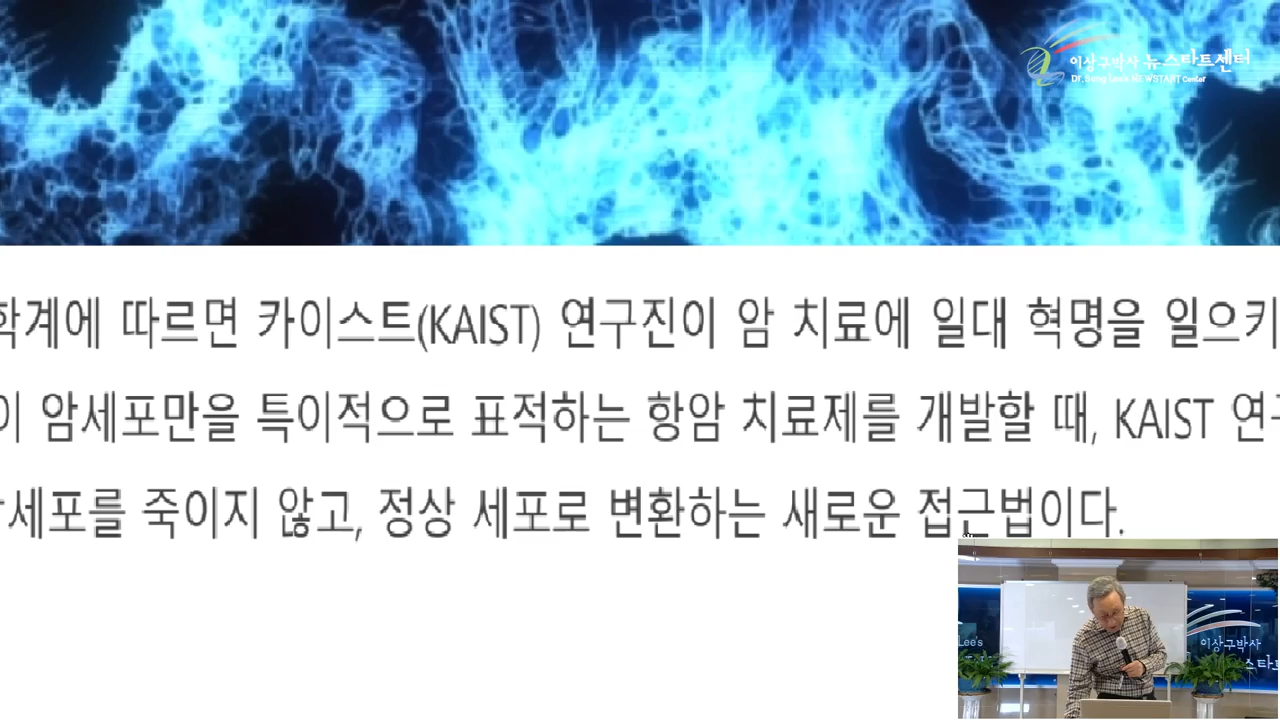 이상구박사 뉴스타트센터
Dr. Sang Lee's NEWSTART Center
학계에 따르면 카이스트(KAIST) 연구진이 암 치료에 일대 혁명을 일으키
이 암세포만을 특이적으로 표적하는 항암 치료제를 개발할 때, KAIST 연구
세포를 죽이지 않고, 정상 세포로 변환하는 새로운 접근법이다.
Lee's
이상구박사
스타트